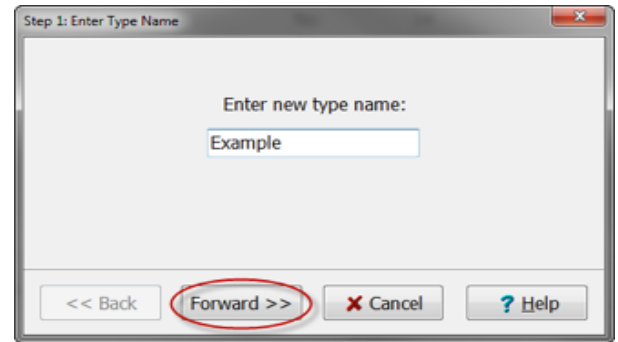 Step 1: Enter Type Name
Enter new type name:
Example
<< Back Forward >> Cancel ? Help